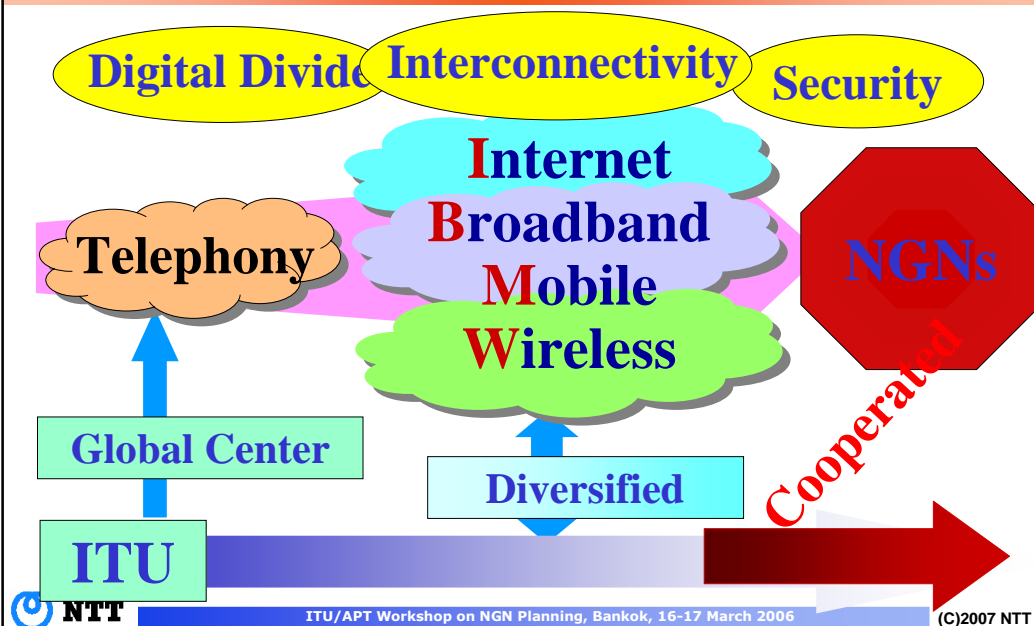 Digital Divide
Interconnectivity
Security
Internet
Broadband
Mobile
Wireless
Telephony
NGNs
Cooperated
Global Center
Diversified
ITU
NTT
ITU/APT Workshop on NGN Planning, Bankok, 16-17 March 2006
(C)2007 NTT